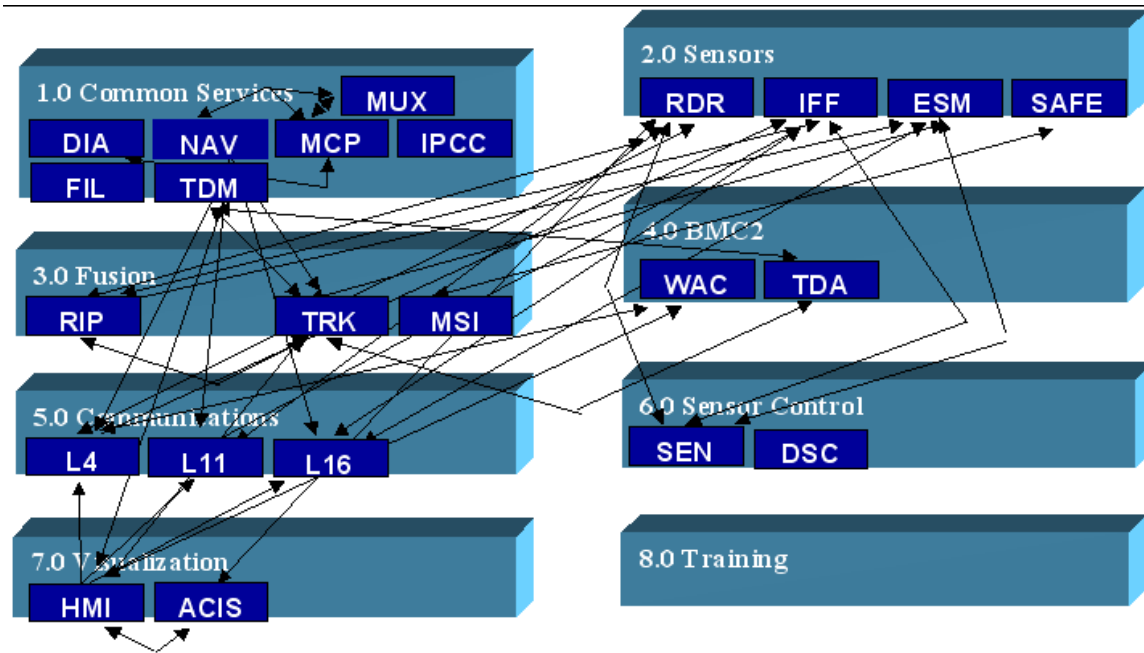 2.0 Sensors
RDR IFF ESM SAFE
1.0 Common Services
MUX
DIA NAV MCP IPCC
FIL TDM
4.0 BMC2
WAC TDA
3.0 Fusion
RIP TRK MSI
5.0 Communications
L4 L11 L16
6.0 Sensor Control
SEN DSC
7.0 Visualization
HMI ACIS
8.0 Training